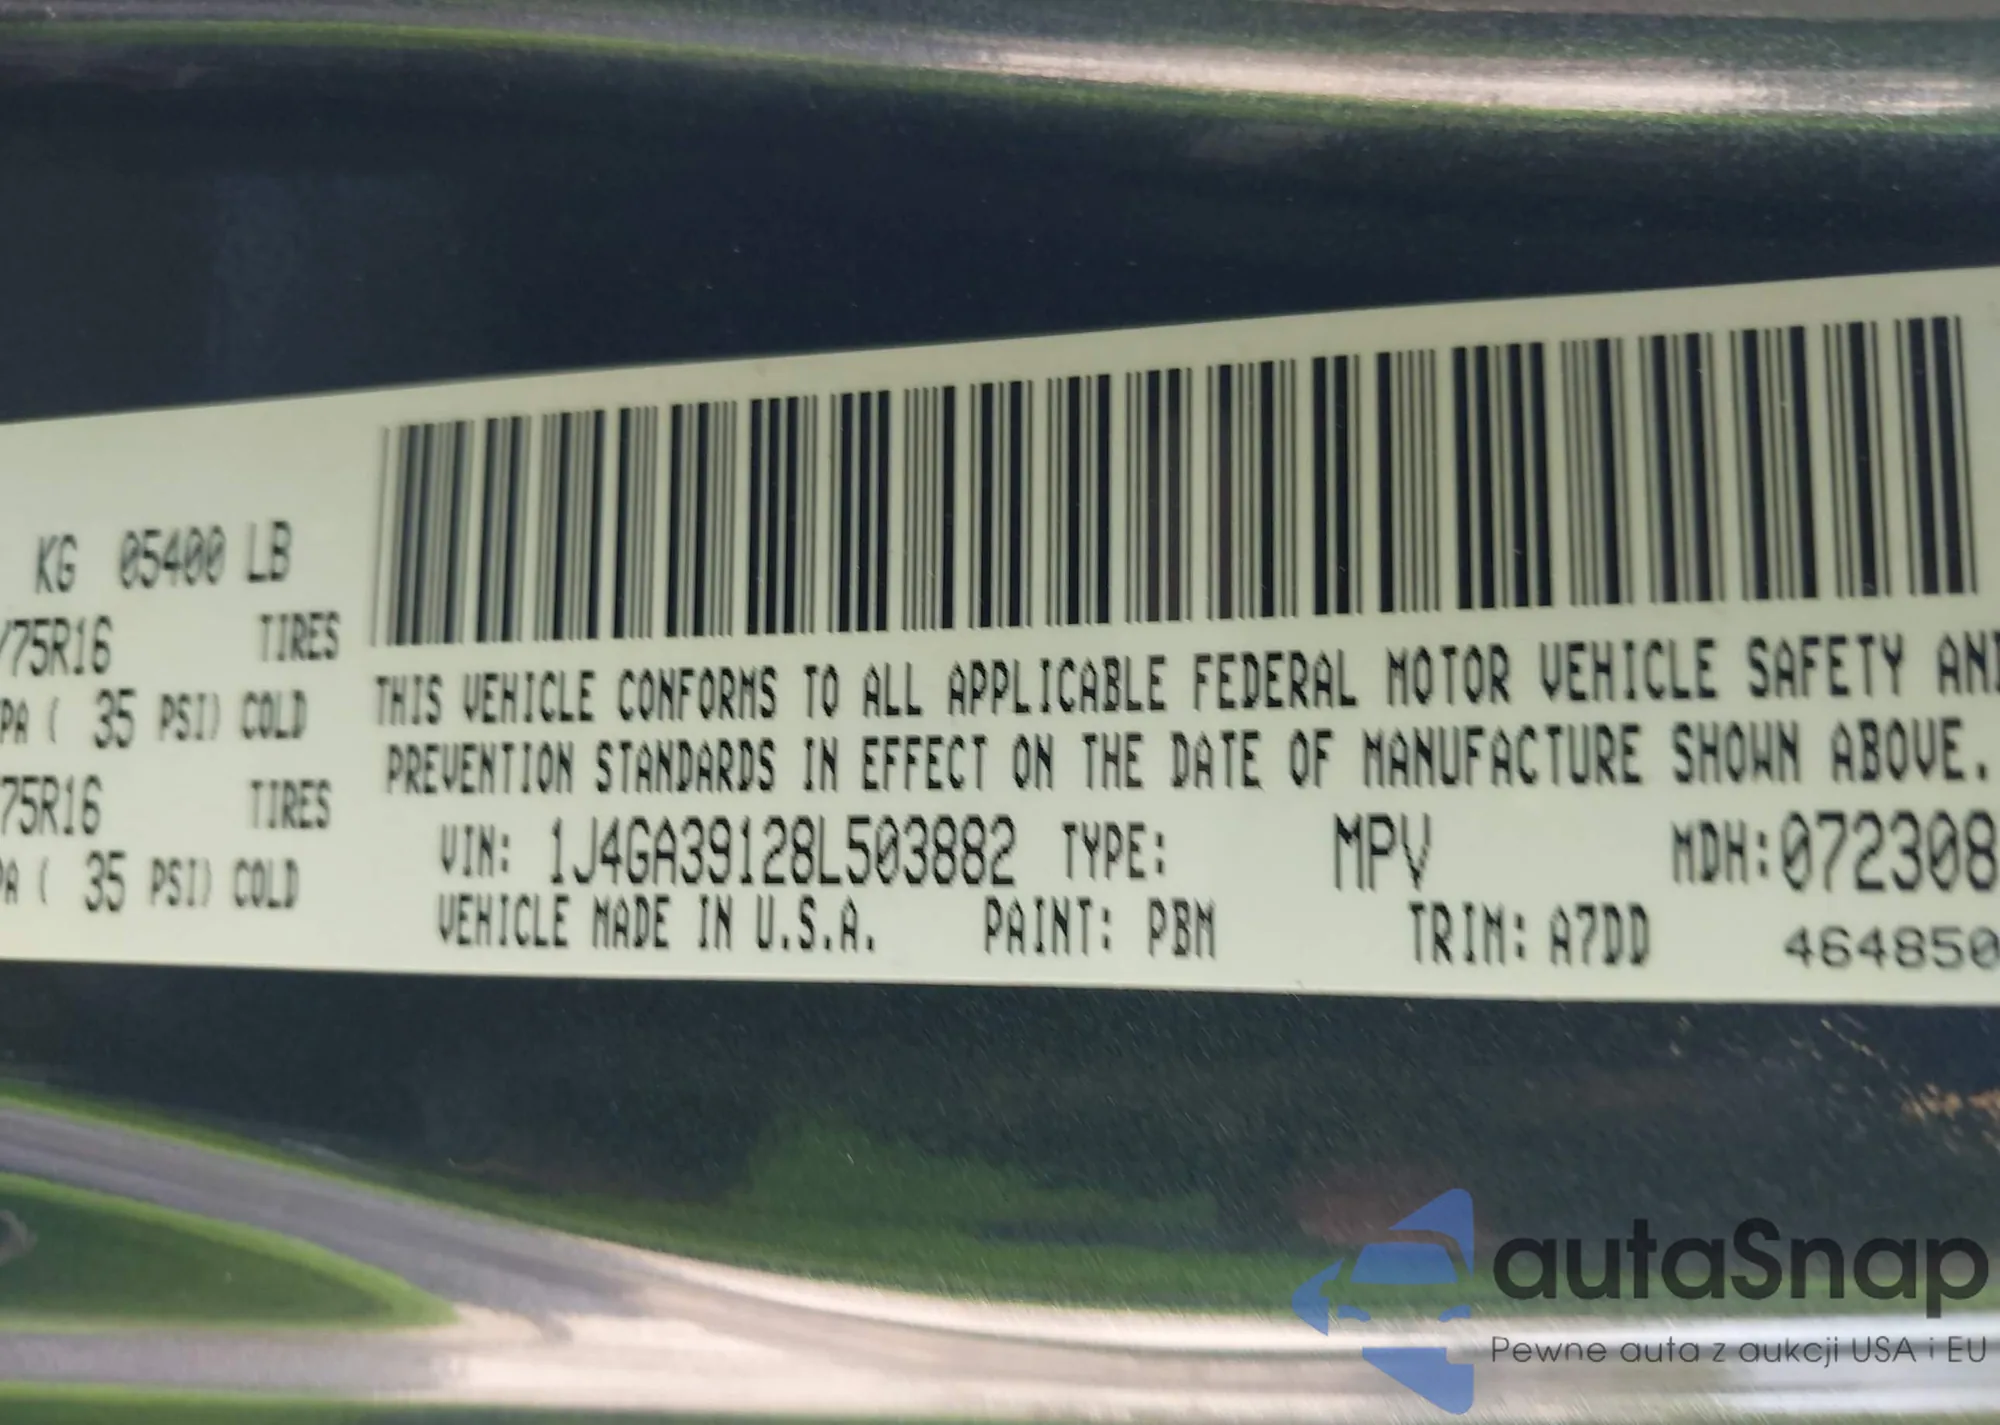 KG 05400 LB
/75R16 TIRES
PA ( 35 PSI) COLD
75R16 TIRES
PA ( 35 PSI) COLD
THIS VEHICLE CONFORMS TO ALL APPLICABLE FEDERAL MOTOR VEHICLE SAFETY AND
PREVENTION STANDARDS IN EFFECT ON THE DATE OF MANUFACTURE SHOWN ABOVE.
VIN: 1J4GA39128L503882 TYPE: MPV MDH:072308
VEHICLE MADE IN U.S.A. PAINT: PBM TRIM: A7DD 464850
autaSnap
Pewne auta z aukcji USA i EU